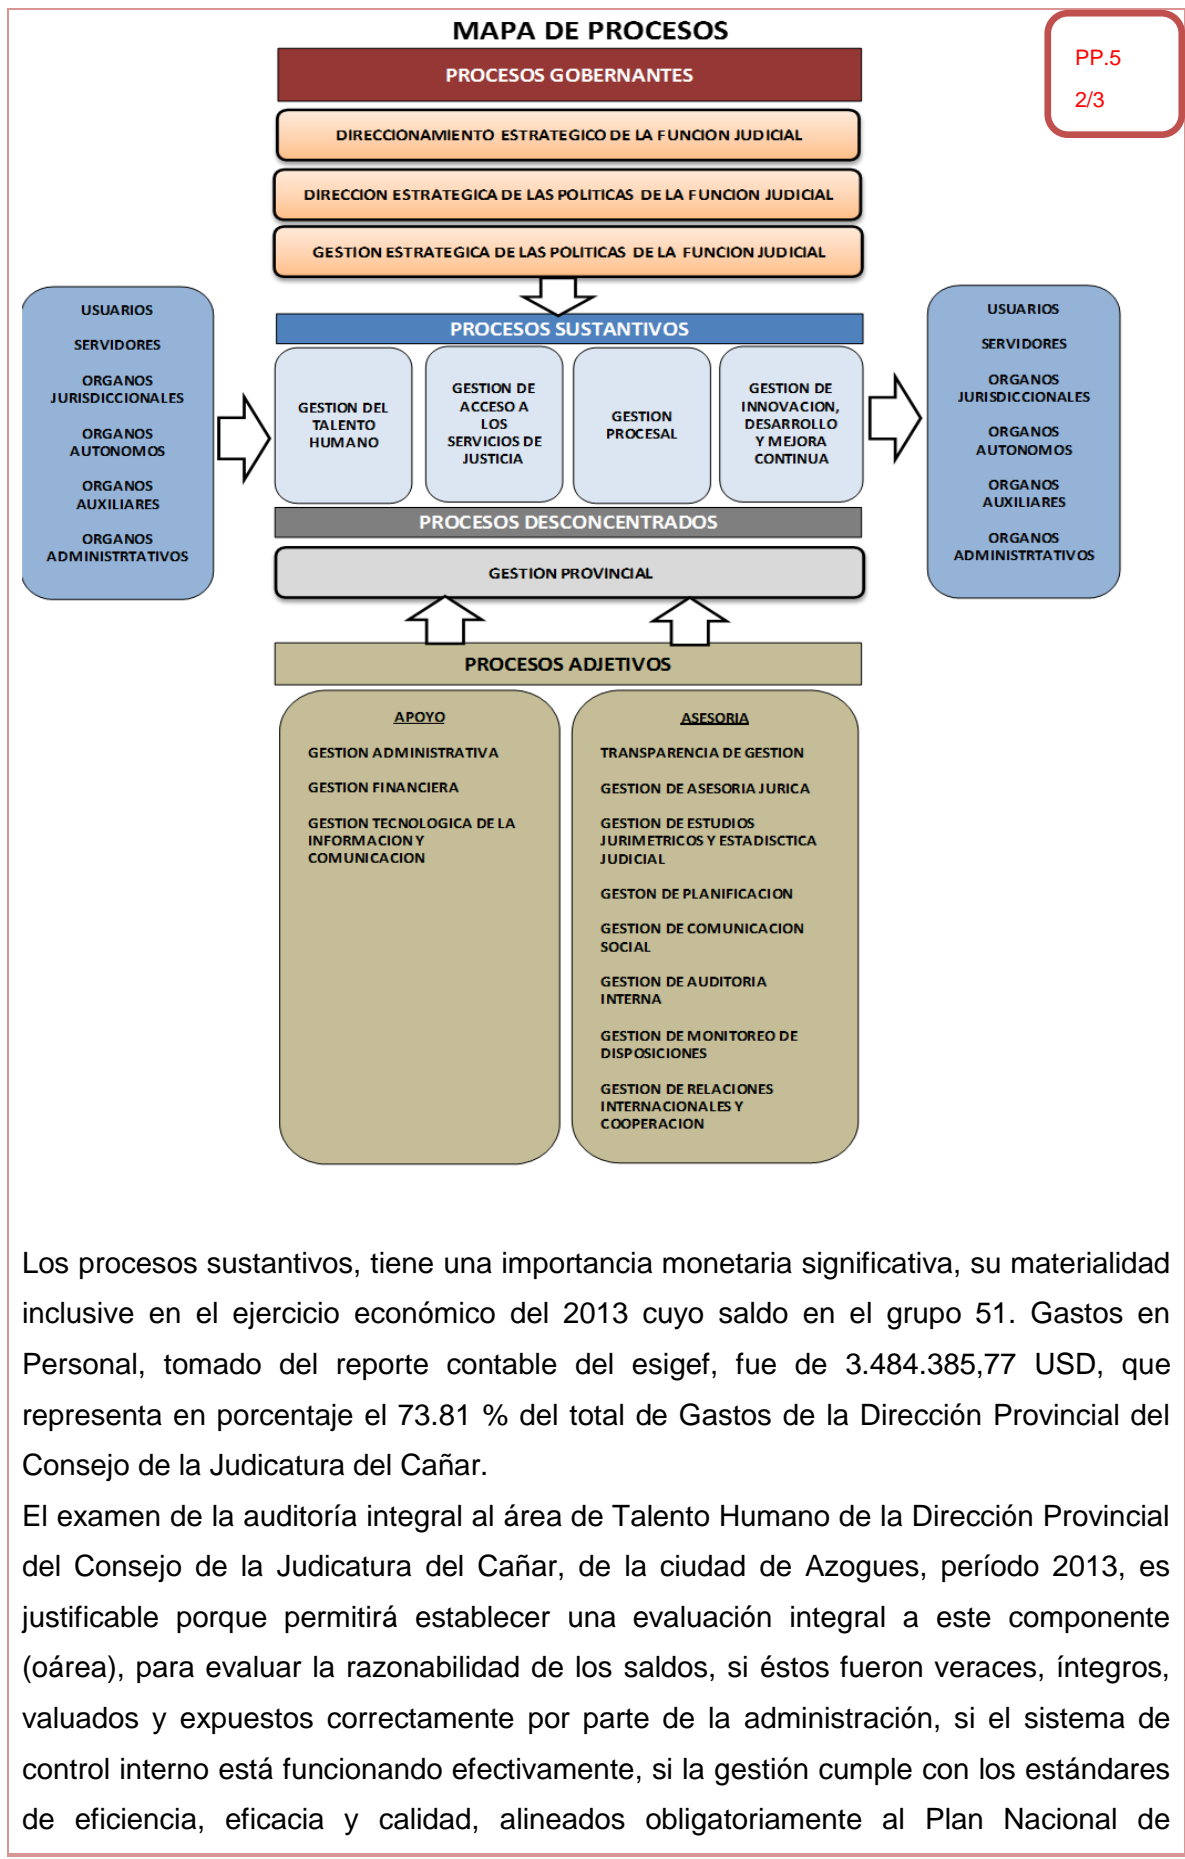 MAPA DE PROCESOS
PP.5
2/3
PROCESOS GOBERNANTES
DIRECCIONAMIENTO ESTRATEGICO DE LA FUNCION JUDICIAL
DIRECCION ESTRATEGICA DE LAS POLITICAS DE LA FUNCION JUDICIAL
GESTION ESTRATEGICA DE LAS POLITICAS DE LA FUNCION JUDICIAL
USUARIOS
SERVIDORES
ORGANOS
JURISDICCIONALES
ORGANOS
AUTONOMOS
ORGANOS
AUXILIARES
ORGANOS
ADMINISTRTATIVOS
PROCESOS SUSTANTIVOS
GESTION DEL
TALENTO
HUMANO
GESTION DE
ACCESO A
LOS
SERVICIOS DE
JUSTICIA
GESTION
PROCESAL
GESTION DE
INNOVACION,
DESARROLLO
Y MEJORA
CONTINUA
USUARIOS
SERVIDORES
ORGANOS
JURISDICCIONALES
ORGANOS
AUTONOMOS
ORGANOS
AUXILIARES
ORGANOS
ADMINISTRTATIVOS
PROCESOS DESCONCENTRADOS
GESTION PROVINCIAL
PROCESOS ADJETIVOS
APOYO
GESTION ADMINISTRATIVA
GESTION FINANCIERA
GESTION TECNOLOGICA DE LA
INFORMACION Y
COMUNICACION
ASESORIA
TRANSPARENCIA DE GESTION
GESTION DE ASESORIA JURICA
GESTION DE ESTUDIOS
JURIMETRICOS Y ESTADISCTICA
JUDICIAL
GESTON DE PLANIFICACION
GESTION DE COMUNICACION
SOCIAL
GESTION DE AUDITORIA
INTERNA
GESTION DE MONITOREO DE
DISPOSICIONES
GESTION DE RELACIONES
INTERNACIONALES Y
COOPERACION
Los procesos sustantivos, tiene una importancia monetaria significativa, su materialidad
inclusive en el ejercicio económico del 2013 cuyo saldo en el grupo 51. Gastos en
Personal, tomado del reporte contable del esigef, fue de 3.484.385,77 USD, que
representa en porcentaje el 73.81 % del total de Gastos de la Dirección Provincial del
Consejo de la Judicatura del Cañar.
El examen de la auditoría integral al área de Talento Humano de la Dirección Provincial
del Consejo de la Judicatura del Cañar, de la ciudad de Azogues, período 2013, es
justificable porque permitirá establecer una evaluación integral a este componente
(oárea), para evaluar la razonabilidad de los saldos, si éstos fueron veraces, íntegros,
valuados y expuestos correctamente por parte de la administración, si el sistema de
control interno está funcionando efectivamente, si la gestión cumple con los estándares
de eficiencia, eficacia y calidad, alineados obligatoriamente al Plan Nacional de